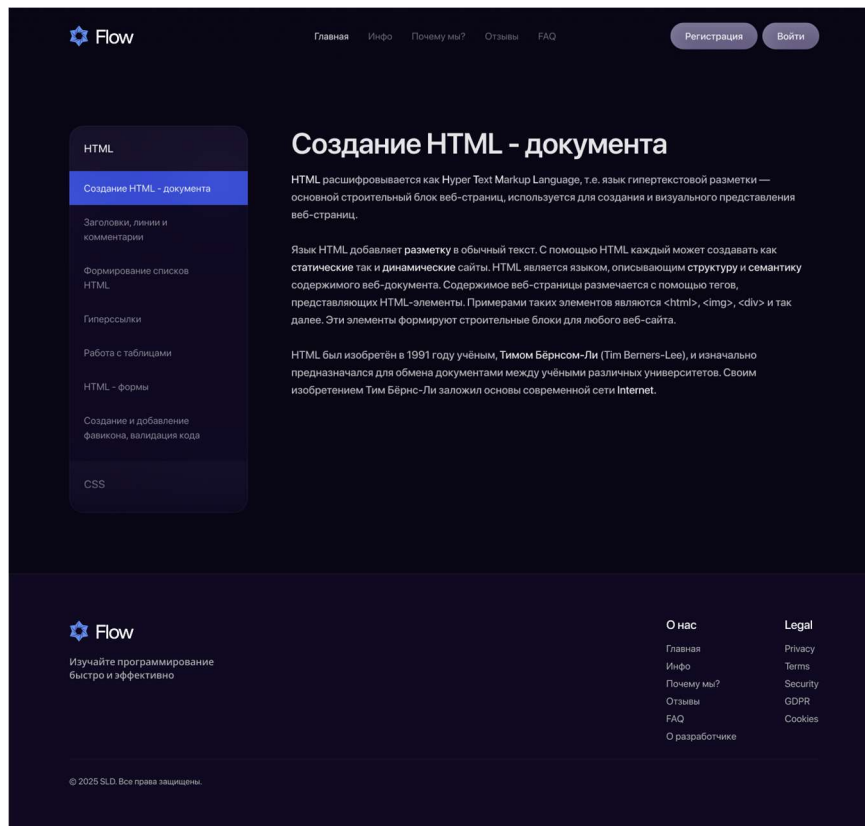 Flow
Главная Инфо Почему мы? Отзывы FAQ
Регистрация Войти
HTML
Создание HTML - документа
Заголовки, линии и
комментарии
Формирование списков
HTML
Гиперссылки
Работа с таблицами
HTML - формы
Создание и добавление
фавикона, валидация кода
CSS
Создание HTML - документа
HTML расшифровывается как Hyper Text Markup Language, т.е. язык гипертекстовой разметки —
основной строительный блок веб-страниц, используется для создания и визуального представления
веб-страниц.
Язык HTML добавляет разметку в обычный текст. С помощью HTML каждый может создавать как
статические так и динамические сайты. HTML является языком, описывающим структуру и семантику
содержимого веб-документа. Содержимое веб-страницы размечается с помощью тегов,
представляющих HTML-элементы. Примерами таких элементов являются <html>, <img>, <div> и так
далее. Эти элементы формируют строительные блоки для любого веб-сайта.
HTML был изобретён в 1991 году учёным, Тимом Бёрнсом-Ли (Tim Berners-Lee), и изначально
предназначался для обмена документами между учёными различных университетов. Своим
изобретением Тим Бёрнс-Ли заложил основы современной сети Internet.
Flow
Изучайте программирование
быстро и эффективно
О нас
Главная
Инфо
Почему мы?
Отзывы
FAQ
О разработчике
Legal
Privacy
Terms
Security
GDPR
Cookies
© 2025 SLD. Все права защищены.